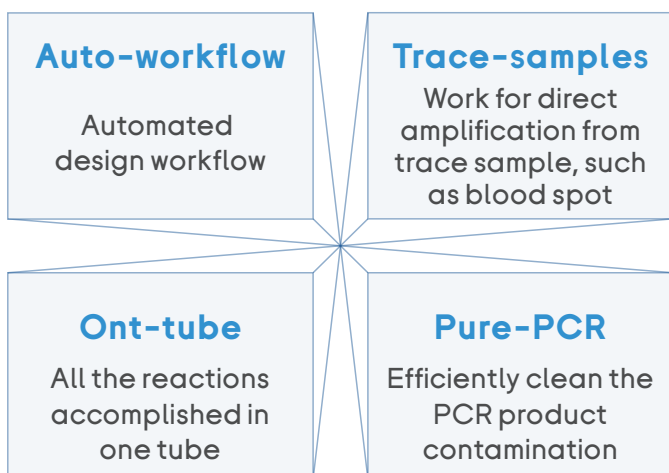 Auto-workflow
Automated
design workflow
Trace-samples
Work for direct
amplification from
trace sample, such
as blood spot
Ont-tube
All the reactions
accomplished in
one tube
Pure-PCR
Efficiently clean the
PCR product
contamination